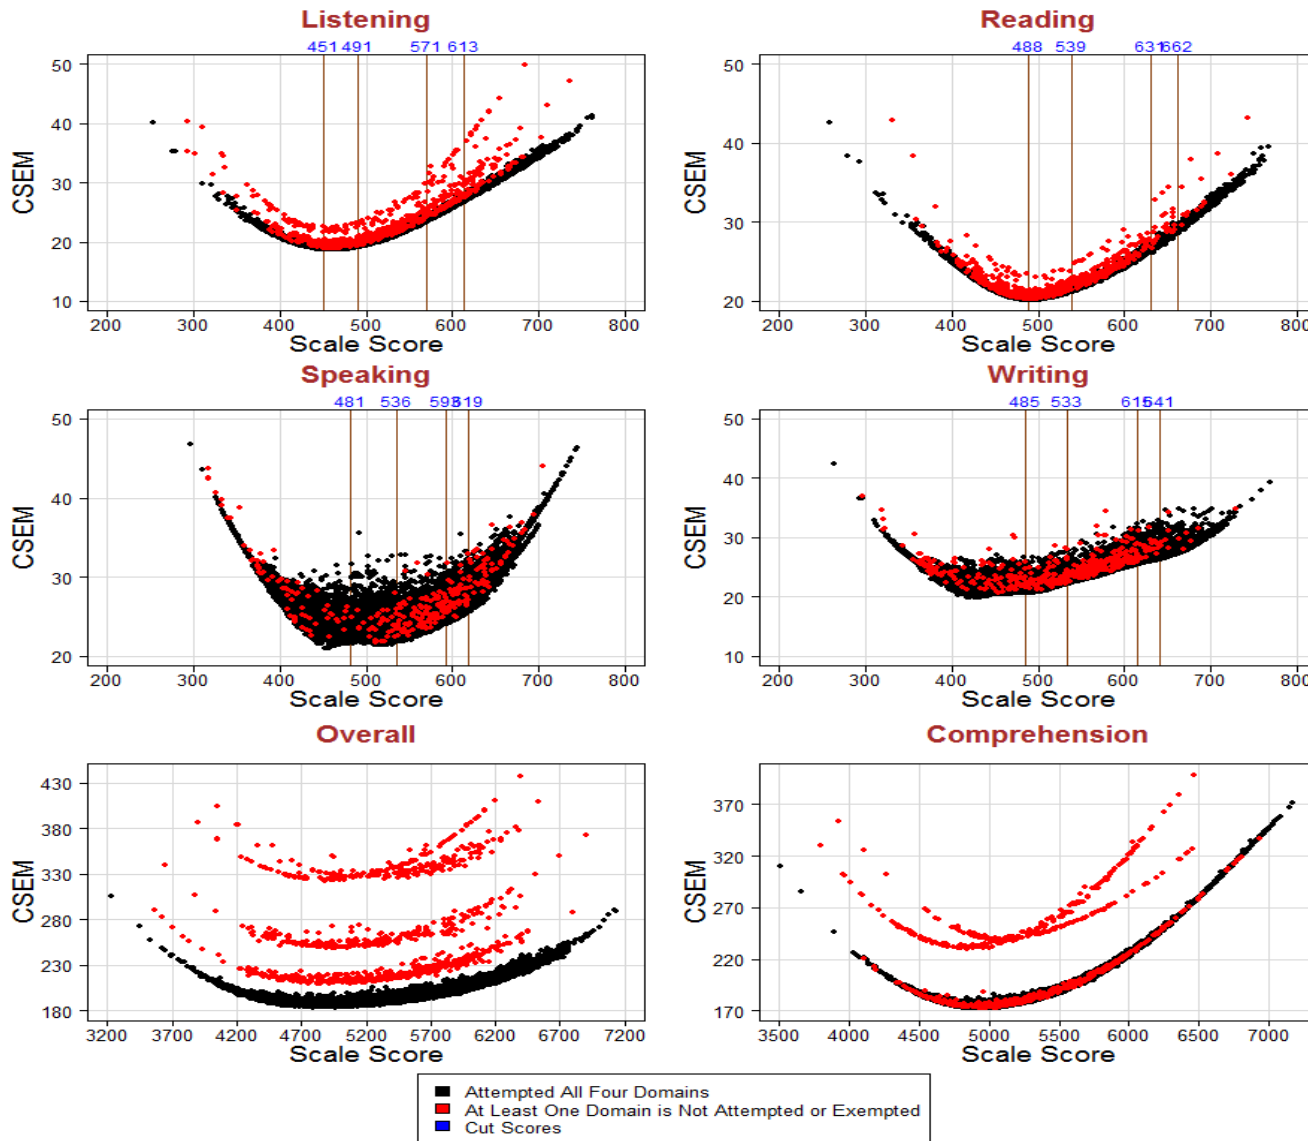 Listening
451 491 571 613
50
40
30
20
10
CSEM
200 300 400 500 600 700 800
Scale Score
Reading
488 539 631 662
50
40
30
20
CSEM
200 300 400 500 600 700 800
Scale Score
Speaking
481 536 593 619
50
40
30
20
CSEM
200 300 400 500 600 700 800
Scale Score
Writing
485 533 615 641
50
40
30
20
10
CSEM
200 300 400 500 600 700 800
Scale Score
Overall
430
380
330
280
230
180
CSEM
3200 3700 4200 4700 5200 5700 6200 6700 7200
Scale Score
Comprehension
370
320
270
220
170
CSEM
3500 4000 4500 5000 5500 6000 6500 7000
Scale Score
Attempted All Four Domains
At Least One Domain is Not Attempted or Exempted
Cut Scores